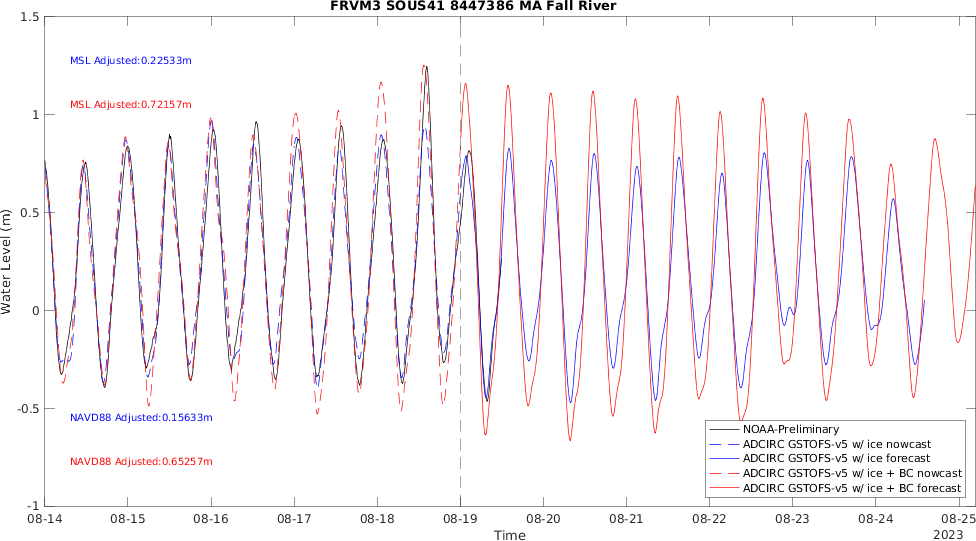 FRVM3 SOUS41 8447386 MA Fall River
1.5
1
0.5
0
-0.5
-1
Water Level (m)
MSL Adjusted:0.22533m
MSL Adjusted:0.72157m
NAVD88 Adjusted:0.15633m
NAVD88 Adjusted:0.65257m
NOAA-Preliminary
ADCIRC GSTOFS-v5 w/ ice nowcast
ADCIRC GSTOFS-v5 w/ ice forecast
ADCIRC GSTOFS-v5 w/ ice + BC nowcast
ADCIRC GSTOFS-v5 w/ ice + BC forecast
08-14 08-15 08-16 08-17 08-18 08-19 08-20 08-21 08-22 08-23 08-24 08-25
Time
2023